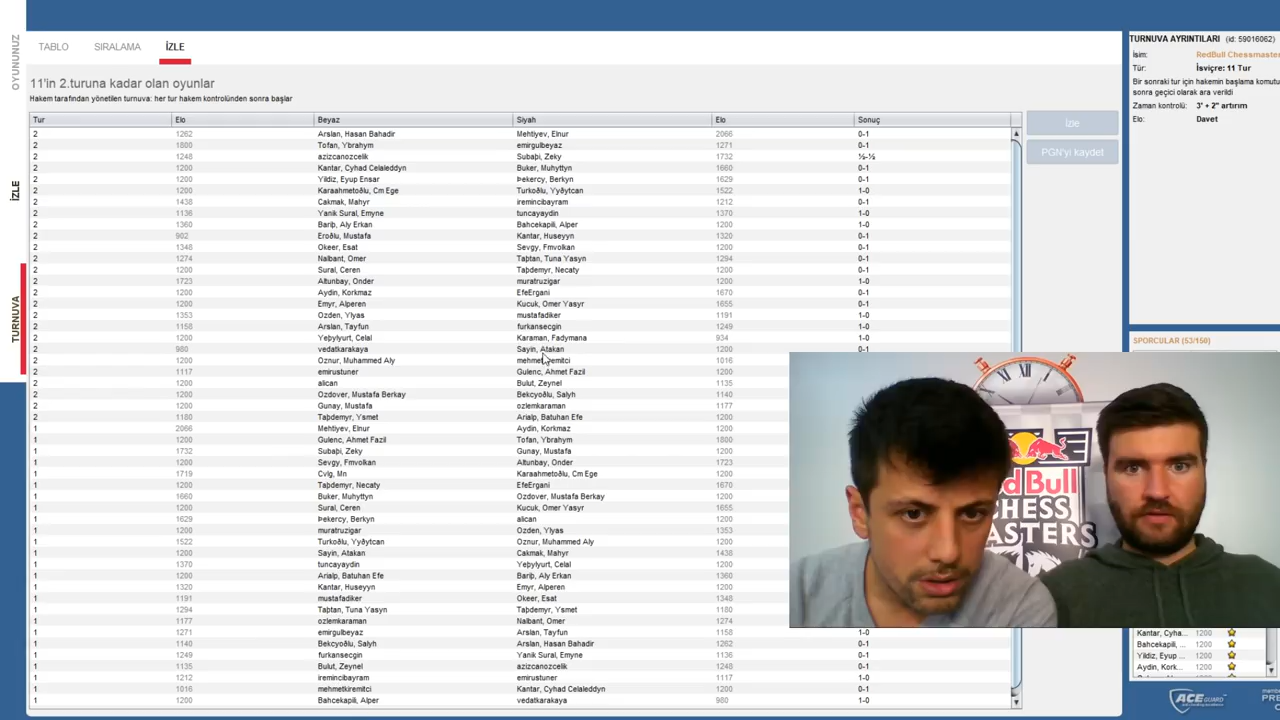 OYUNUNUZ
İZLE
TURNUVA
TABLO SIRALAMA İZLE
11'in 2.turuna kadar olan oyunlar
Hakem tarafından yönetilen turnuva: her tur hakem kontrolünden sonra başlar
Tur Elo Beyaz Siyah Elo Sonuç
2 1262 Arslan, Hasan Bahadir Mehtiyev, Elnur 2066 0-1
2 1800 Tofan, Ybrahym emirgulbeyaz 1271 0-1
2 1248 azizcanozcelik Subaþi, Zeky 1732 ½-½
2 1200 Kantar, Cyhad Celaleddyn Buker, Muhyttyn 1660 0-1
2 1200 Yildiz, Eyup Ensar Þekercy, Berkyn 1629 0-1
2 1200 Karaahmetoðlu, Cm Ege Turkoðlu, Yyðytcan 1522 1-0
2 1438 Cakmak, Mahyr iremincibayram 1212 0-1
2 1136 Yanik Sural, Emyne tuncayaydin 1370 1-0
2 1360 Bariþ, Aly Erkan Bahcekapili, Alper 1200 1-0
2 902 Eroðlu, Mustafa Kantar, Huseyyn 1320 0-1
2 1348 Okeer, Esat Sevgy, Fmvolkan 1200 0-1
2 1274 Nalbant, Omer Taþtan, Tuna Yasyn 1294 0-1
2 1200 Sural, Ceren Taþdemyr, Necaty 1200 0-1
2 1723 Altunbay, Onder muratruzigar 1200 1-0
2 1200 Aydin, Korkmaz EfeErgani 1670 0-1
2 1200 Emyr, Alperen Kucuk, Omer Yasyr 1655 0-1
2 1353 Ozden, Ylyas mustafadiker 1191 1-0
2 1158 Arslan, Tayfun furkansecgin 1249 1-0
2 1200 Yeþylyurt, Celal Karaman, Fadymana 934 1-0
2 980 vedatkarakaya Sayin, Atakan 1200 0-1
2 1200 Oznur, Muhammed Aly mehmetkiremitci 1016
2 1117 emirustuner Gulenc, Ahmet Fazil 1200
2 1200 alican Bulut, Zeynel 1135
2 1200 Ozdover, Mustafa Berkay Bekcyoðlu, Salyh 1140
2 1200 Gunay, Mustafa ozlemkaraman 1177
2 1180 Taþdemyr, Ysmet Arialp, Batuhan Efe 1200
1 2066 Mehtiyev, Elnur Aydin, Korkmaz 1200
1 1200 Gulenc, Ahmet Fazil Tofan, Ybrahym 1800
1 1732 Subaþi, Zeky Gunay, Mustafa 1200
1 1200 Sevgy, Fmvolkan Altunbay, Onder 1723
1 1719 Cvlg, Mn Karaahmetoðlu, Cm Ege 1200
1 1200 Taþdemyr, Necaty EfeErgani 1670
1 1660 Buker, Muhyttyn Ozdover, Mustafa Berkay 1200
1 1200 Sural, Ceren Kucuk, Omer Yasyr 1655
1 1629 Þekercy, Berkyn alican 1200
1 1200 muratruzigar Ozden, Ylyas 1353
1 1522 Turkoðlu, Yyðytcan Oznur, Muhammed Aly 1200
1 1200 Sayin, Atakan Cakmak, Mahyr 1438
1 1370 tuncayaydin Yeþylyurt, Celal 1200
1 1200 Arialp, Batuhan Efe Bariþ, Aly Erkan 1360
1 1320 Kantar, Huseyyn Emyr, Alperen 1200
1 1191 mustafadiker Okeer, Esat 1348
1 1294 Taþtan, Tuna Yasyn Taþdemyr, Ysmet 1180
1 1177 ozlemkaraman Nalbant, Omer 1274
1 1271 emirgulbeyaz Arslan, Tayfun 1158 1-0
1 1140 Bekcyoðlu, Salyh Arslan, Hasan Bahadir 1262 0-1
1 1249 furkansecgin Yanik Sural, Emyne 1136 0-1
1 1135 Bulut, Zeynel azizcanozcelik 1248 0-1
1 1212 iremincibayram emirustuner 1117 1-0
1 1016 mehmetkiremitci Kantar, Cyhad Celaleddyn 1200 0-1
1 1200 Bahcekapili, Alper vedatkarakaya 980 1-0
İzle
PGN'yi kaydet
TURNUVA AYRINTILARI (id: 59016062)
İsim: RedBull Chessmaster
Tür: İsviçre: 11 Tur
Bir sonraki tur için hakemin başlama komutu
sonra geçici olarak ara verildi
Zaman kontrolü: 3' + 2" artırım
Elo: Davet
SPORCULAR (53/150)
Kantar, Cyha... 1200
Bahcekapili, ... 1200
Yildiz, Eyup ... 1200
Aydin, Kork... 1200
ACE GUARD
Red Bull
CHESS
MASTERS